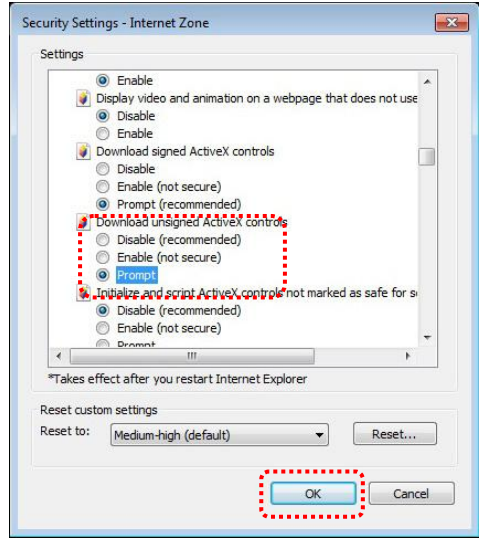 Security Settings - Internet Zone
Settings
Enable
Display video and animation on a webpage that does not use
Disable
Enable
Download signed ActiveX controls
Disable
Enable (not secure)
Prompt (recommended)
Download unsigned ActiveX controls
Disable (recommended)
Enable (not secure)
Prompt
Initialize and script ActiveX controls not marked as safe for s
Disable (recommended)
Enable (not secure)
Prompt
*Takes effect after you restart Internet Explorer
Reset custom settings
Reset to:
Medium-high (default)
Reset...
OK
Cancel